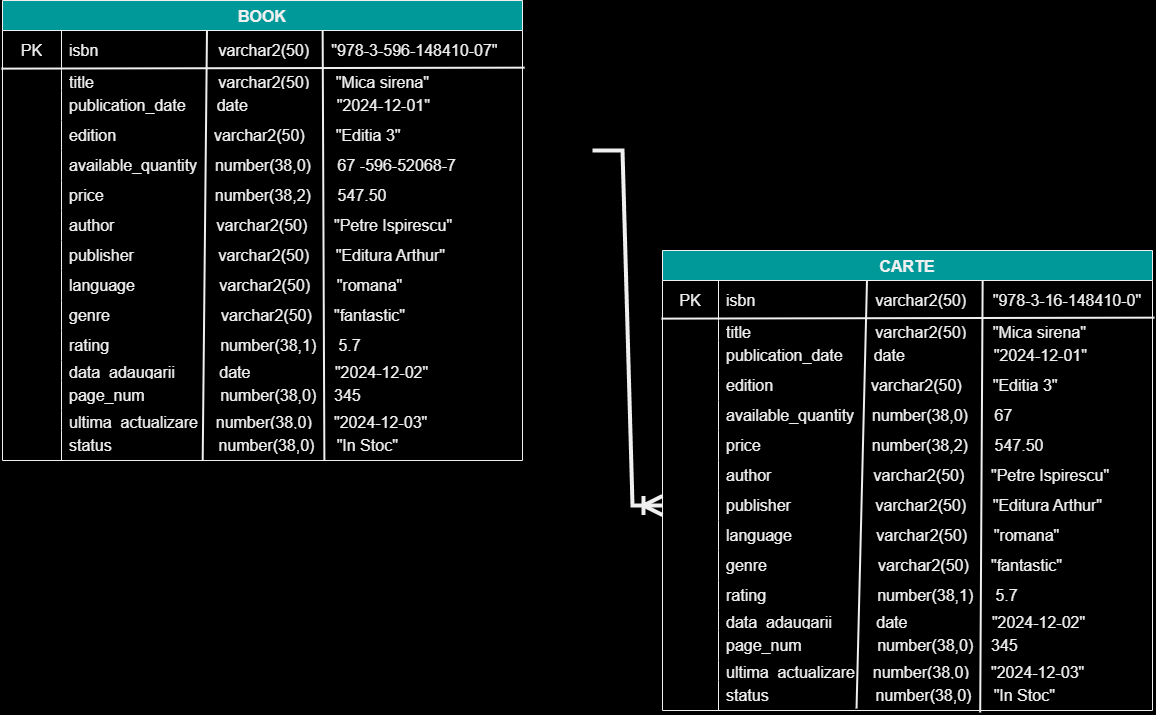 BOOK
PK isbn varchar2(50) "978-3-596-148410-07"
title varchar2(50) "Mica sirena"
publication_date date "2024-12-01"
edition varchar2(50) "Editia 3"
available_quantity number(38,0) 67 -596-52068-7
price number(38,2) 547.50
author varchar2(50) "Petre Ispirescu"
publisher varchar2(50) "Editura Arthur"
language varchar2(50) "romana"
genre varchar2(50) "fantastic"
rating number(38,1) 5.7
data_adaugarii date "2024-12-02"
page_num number(38,0) 345
ultima_actualizare number(38,0) "2024-12-03"
status number(38,0) "In Stoc"
CARTE
PK isbn varchar2(50) "978-3-16-148410-0"
title varchar2(50) "Mica sirena"
publication_date date "2024-12-01"
edition varchar2(50) "Editia 3"
available_quantity number(38,0) 67
price number(38,2) 547.50
author varchar2(50) "Petre Ispirescu"
publisher varchar2(50) "Editura Arthur"
language varchar2(50) "romana"
genre varchar2(50) "fantastic"
rating number(38,1) 5.7
data_adaugarii date "2024-12-02"
page_num number(38,0) 345
ultima_actualizare number(38,0) "2024-12-03"
status number(38,0) "In Stoc"